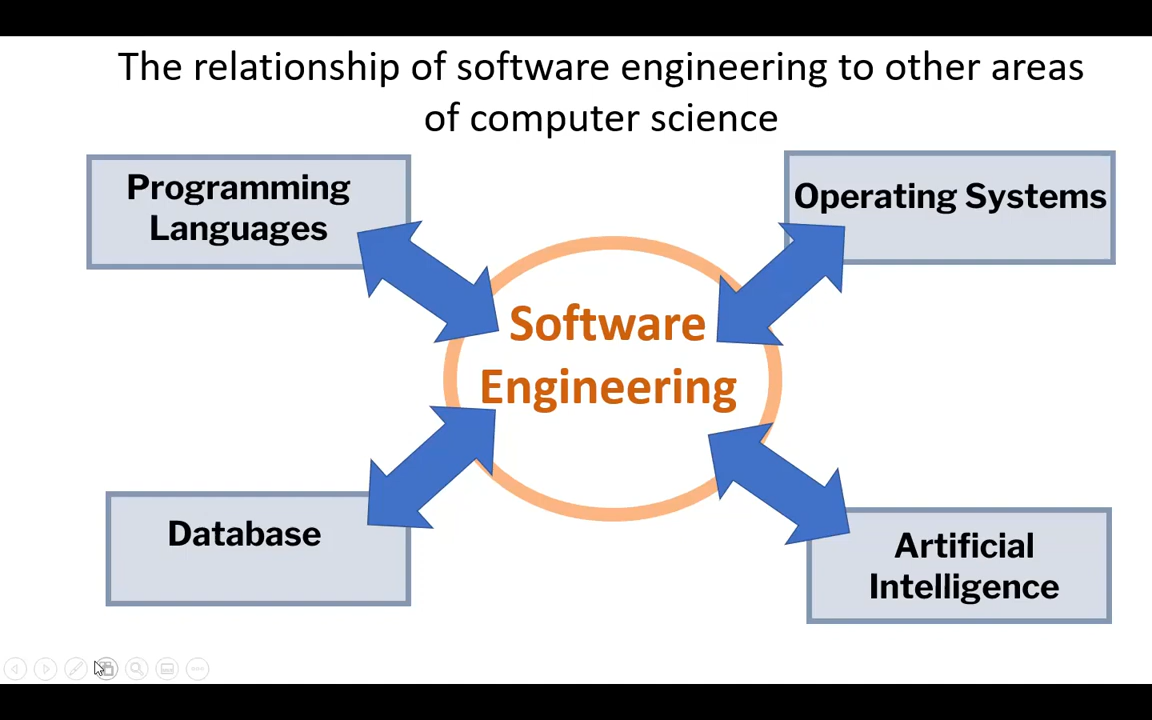 The relationship of software engineering to other areas
of computer science
Programming
Languages
Operating Systems
Software
Engineering
Database
Artificial
Intelligence